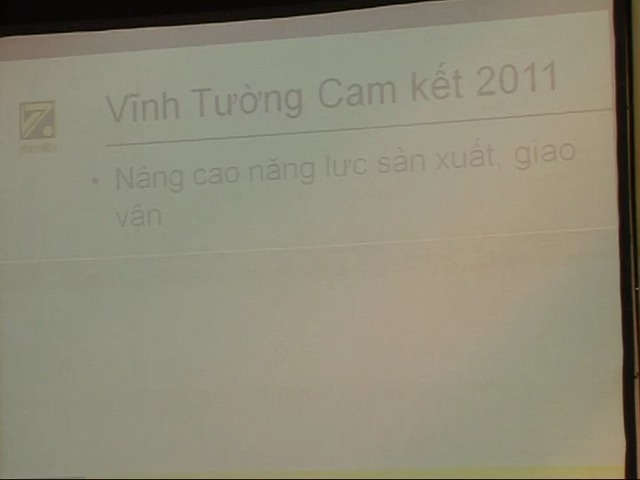 Vĩnh Tường Cam kết 2011
• Nâng cao năng lực sản xuất, giao
vận